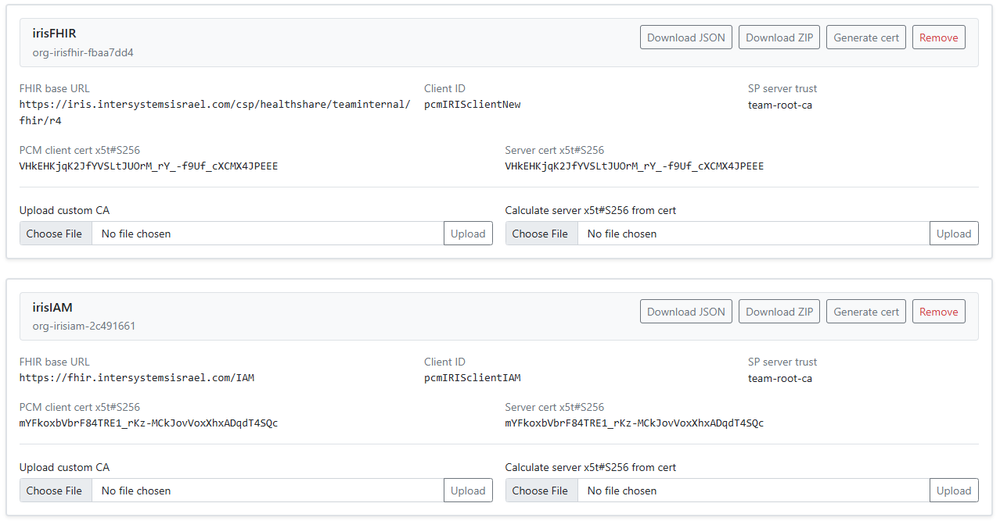 irisFHIR
org-irisfhir-fbaa7dd4
Download JSON
Download ZIP
Generate cert
Remove
FHIR base URL
Client ID
SP server trust
https://iris.intersystemsisrael.com/csp/healthshare/teaminternal/
fhir/r4
pcmIRISclientNew
team-root-ca
PCM client cert x5t#S256
Server cert x5t#S256
VHkEHKjqK2JfYVSLtJUOrM_rY_-f9Uf_cXCMX4JPEEE
VHkEHKjqK2JfYVSLtJUOrM_rY_-f9Uf_cXCMX4JPEEE
Upload custom CA
Calculate server x5t#S256 from cert
Choose File
No file chosen
Upload
Choose File
No file chosen
Upload
irisIAM
org-irisiam-2c491661
Download JSON
Download ZIP
Generate cert
Remove
FHIR base URL
Client ID
SP server trust
https://fhir.intersystemsisrael.com/IAM
pcmIRISclientIAM
team-root-ca
PCM client cert x5t#S256
Server cert x5t#S256
mYFkoxbVbrF84TRE1_rKz-MCkJovVoxXhxADqdT4SQc
mYFkoxbVbrF84TRE1_rKz-MCkJovVoxXhxADqdT4SQc
Upload custom CA
Calculate server x5t#S256 from cert
Choose File
No file chosen
Upload
Choose File
No file chosen
Upload